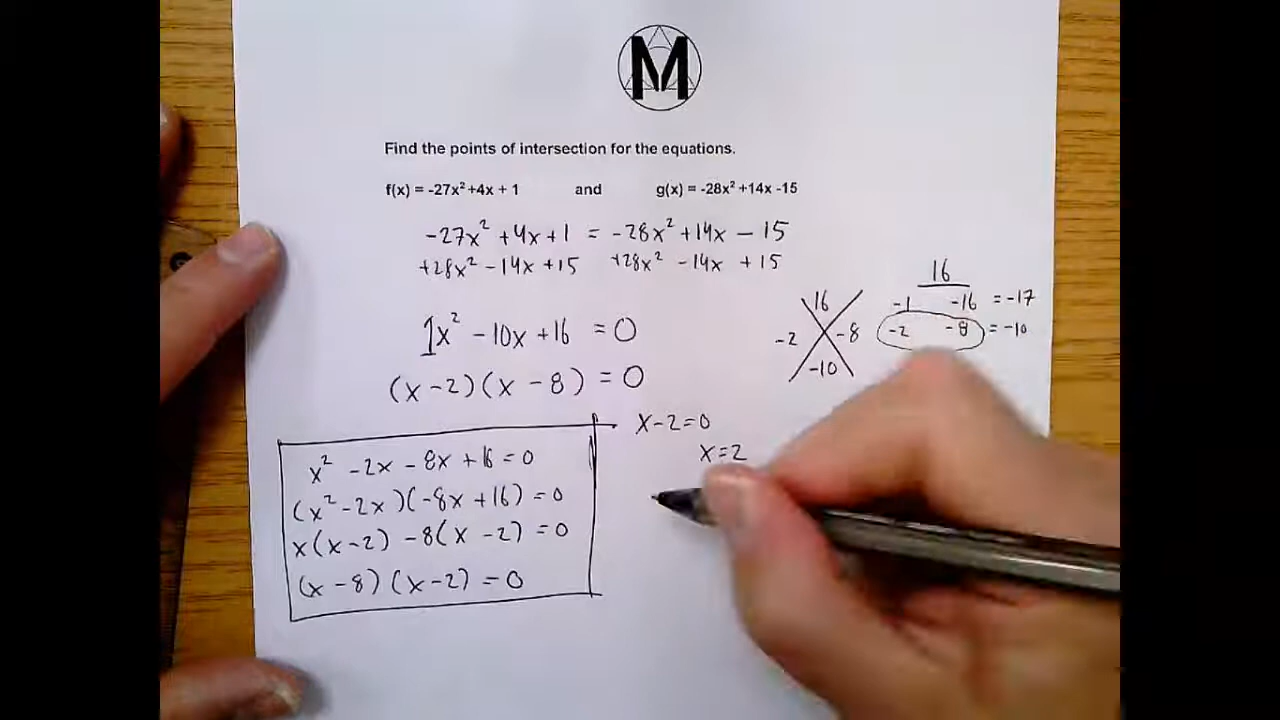 M
Find the points of intersection for the equations.
f(x) = -27x² +4x + 1 and g(x) = -28x² +14x -15
-27x² +4x+1 = -28x² +14x - 15
+28x² -14x +15 +28x² -14x +15
1x² -10x +16 = 0
(x -2)(x -8) = 0
16
-2 -8
-10
16
-1 -16 = -17
-2 -8 = -10
x-2=0
x=2
x² -2x -8x +16 =0
(x² -2x)(-8x +16) =0
x(x-2) -8(x -2) =0
(x -8)(x-2) =0